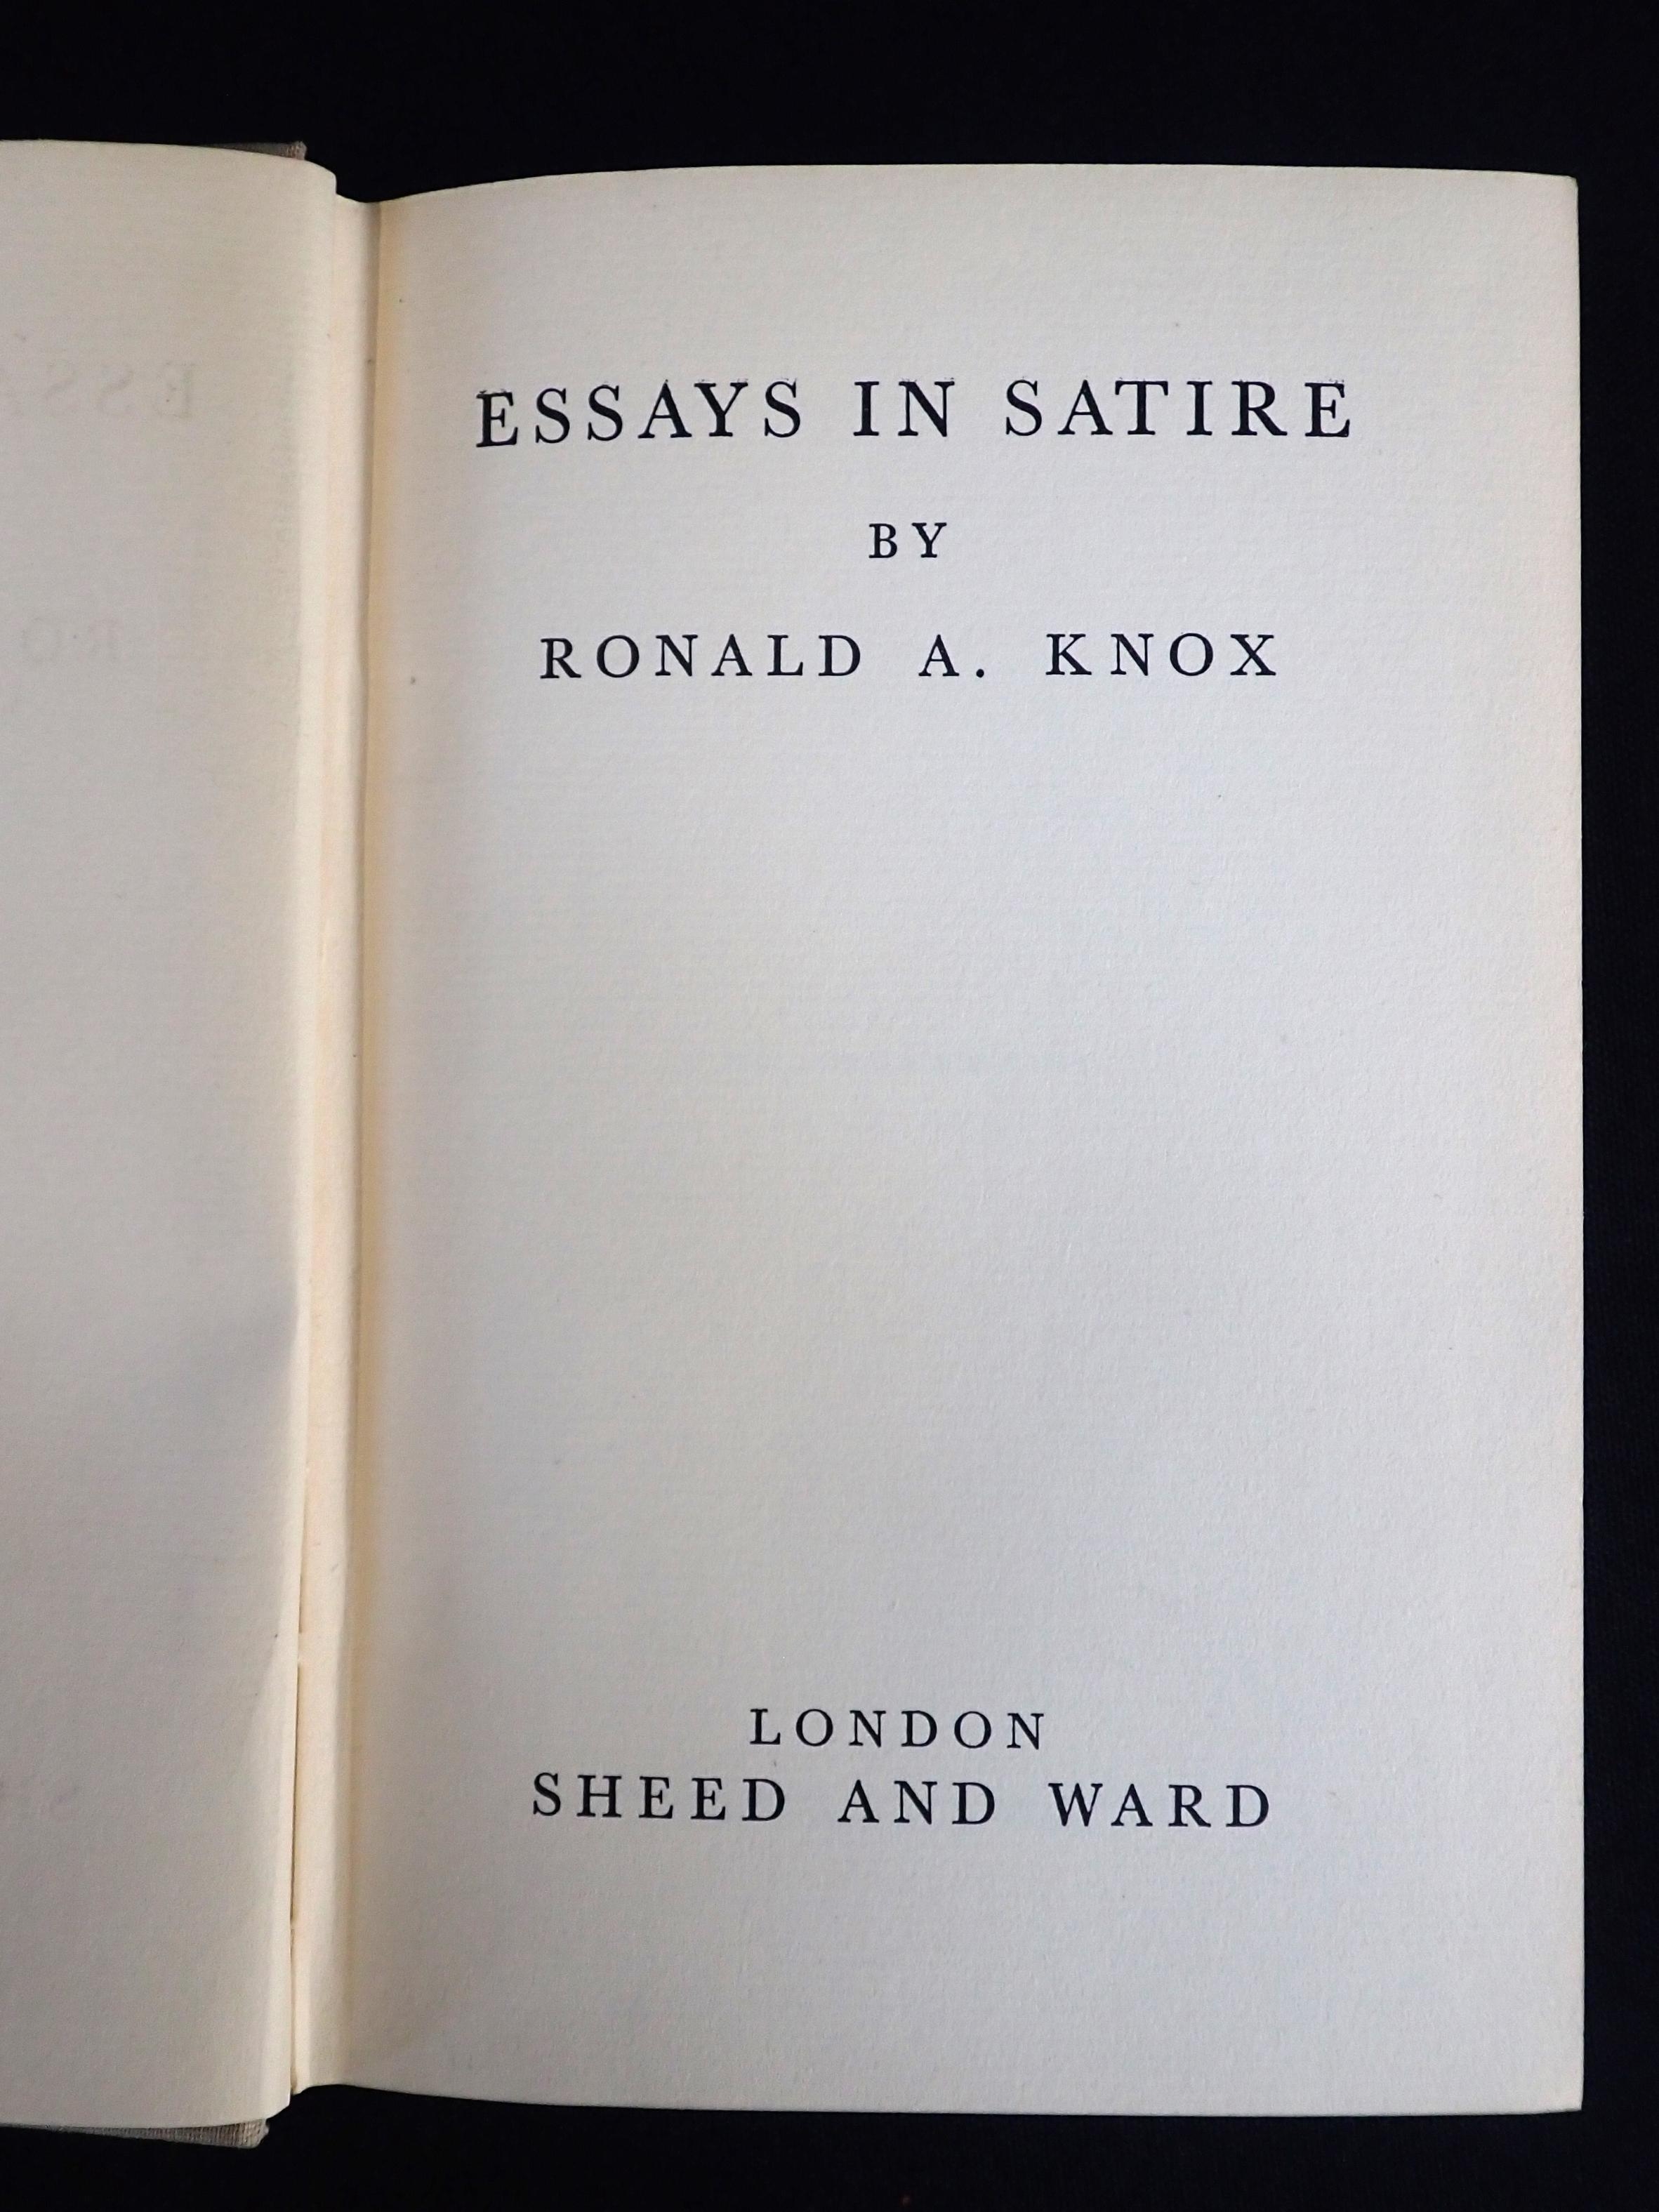 ESSAYS IN SATIRE
BY
RONALD A. KNOX
LONDON
SHEED AND WARD